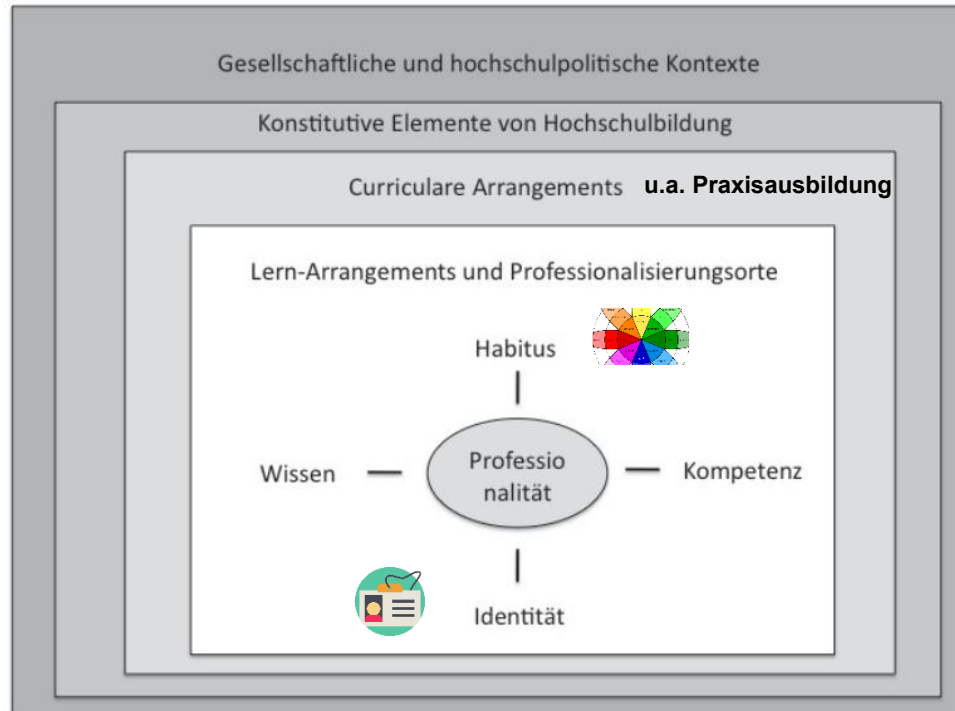 Gesellschaftliche und hochschulpolitische Kontexte
Konstitutive Elemente von Hochschulbildung
Curriculare Arrangements u.a. Praxisausbildung
Lern-Arrangements und Professionalisierungsorte
Habitus
Wissen
Professio
nalität
Kompetenz
Identität